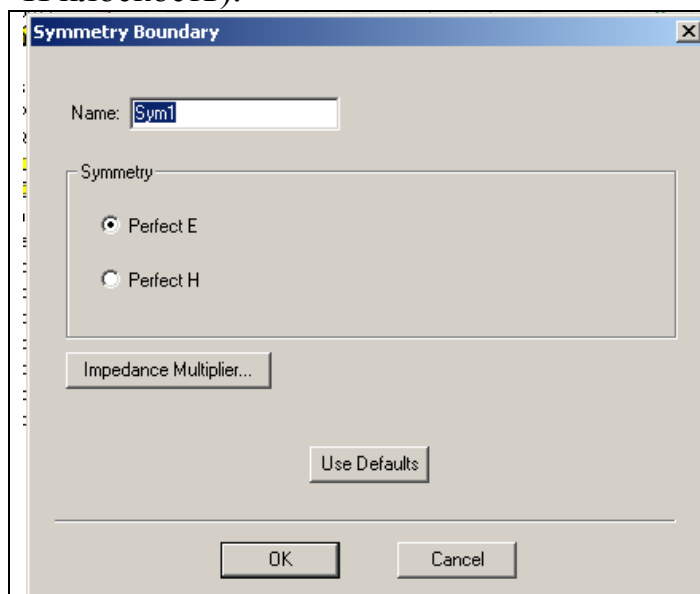 Symmetry Boundary
Name: Sym1
Symmetry
Perfect E
Perfect H
Impedance Multiplier...
Use Defaults
OK
Cancel